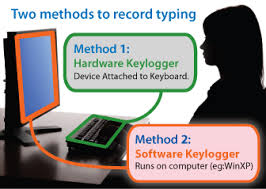 Two methods to record typing
Method 1:
Hardware Keylogger
Device Attached to Keyboard.
Method 2:
Software Keylogger
Runs on computer (eg:WinXP)